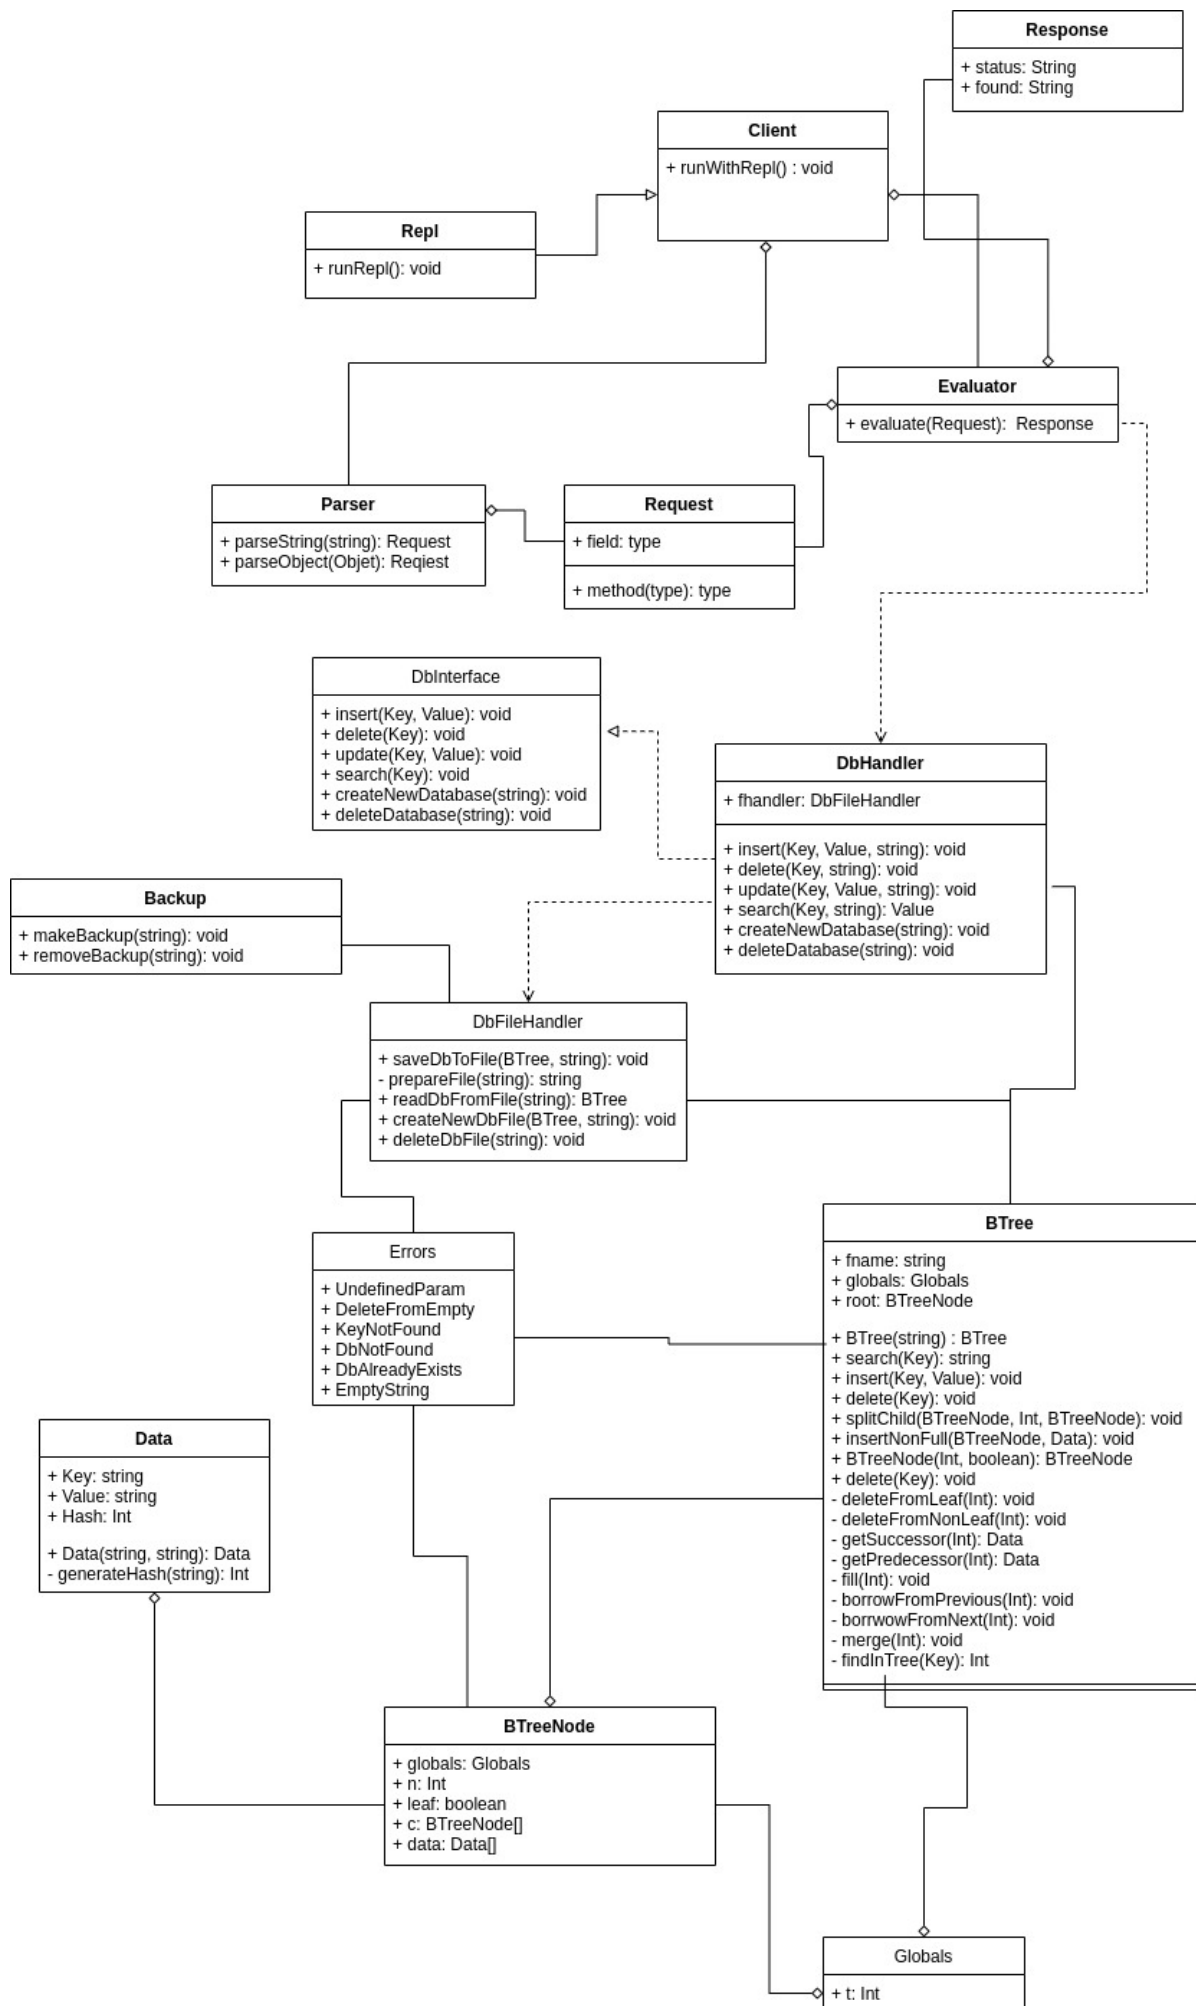 Response
+ status: String
+ found: String
Client
+ runWithRepl() : void
Repl
+ runRepl(): void
Evaluator
+ evaluate(Request):  Response
Parser
+ parseString(string): Request
+ parseObject(Objet): Reqiest
Request
+ field: type
+ method(type): type
DbInterface
+ insert(Key, Value): void
+ delete(Key): void
+ update(Key, Value): void
+ search(Key): void
+ createNewDatabase(string): void
+ deleteDatabase(string): void
DbHandler
+ fhandler: DbFileHandler
+ insert(Key, Value, string): void
+ delete(Key, string): void
+ update(Key, Value, string): void
+ search(Key, string): Value
+ createNewDatabase(string): void
+ deleteDatabase(string): void
Backup
+ makeBackup(string): void
+ removeBackup(string): void
DbFileHandler
+ saveDbToFile(BTree, string): void
- prepareFile(string): string
+ readDbFromFile(string): BTree
+ createNewDbFile(BTree, string): void
+ deleteDbFile(string): void
Errors
+ UndefinedParam
+ DeleteFromEmpty
+ KeyNotFound
+ DbNotFound
+ DbAlreadyExists
+ EmptyString
BTree
+ fname: string
+ globals: Globals
+ root: BTreeNode
+ BTree(string) : BTree
+ search(Key): string
+ insert(Key, Value): void
+ delete(Key): void
+ splitChild(BTreeNode, Int, BTreeNode): void
+ insertNonFull(BTreeNode, Data): void
+ BTreeNode(Int, boolean): BTreeNode
+ delete(Key): void
- deleteFromLeaf(Int): void
- deleteFromNonLeaf(Int): void
- getSuccessor(Int): Data
- getPredecessor(Int): Data
- fill(Int): void
- borrowFromPrevious(Int): void
- borrwowFromNext(Int): void
- merge(Int): void
- findInTree(Key): Int
Data
+ Key: string
+ Value: string
+ Hash: Int
+ Data(string, string): Data
- generateHash(string): Int
BTreeNode
+ globals: Globals
+ n: Int
+ leaf: boolean
+ c: BTreeNode[]
+ data: Data[]
Globals
+ t: Int